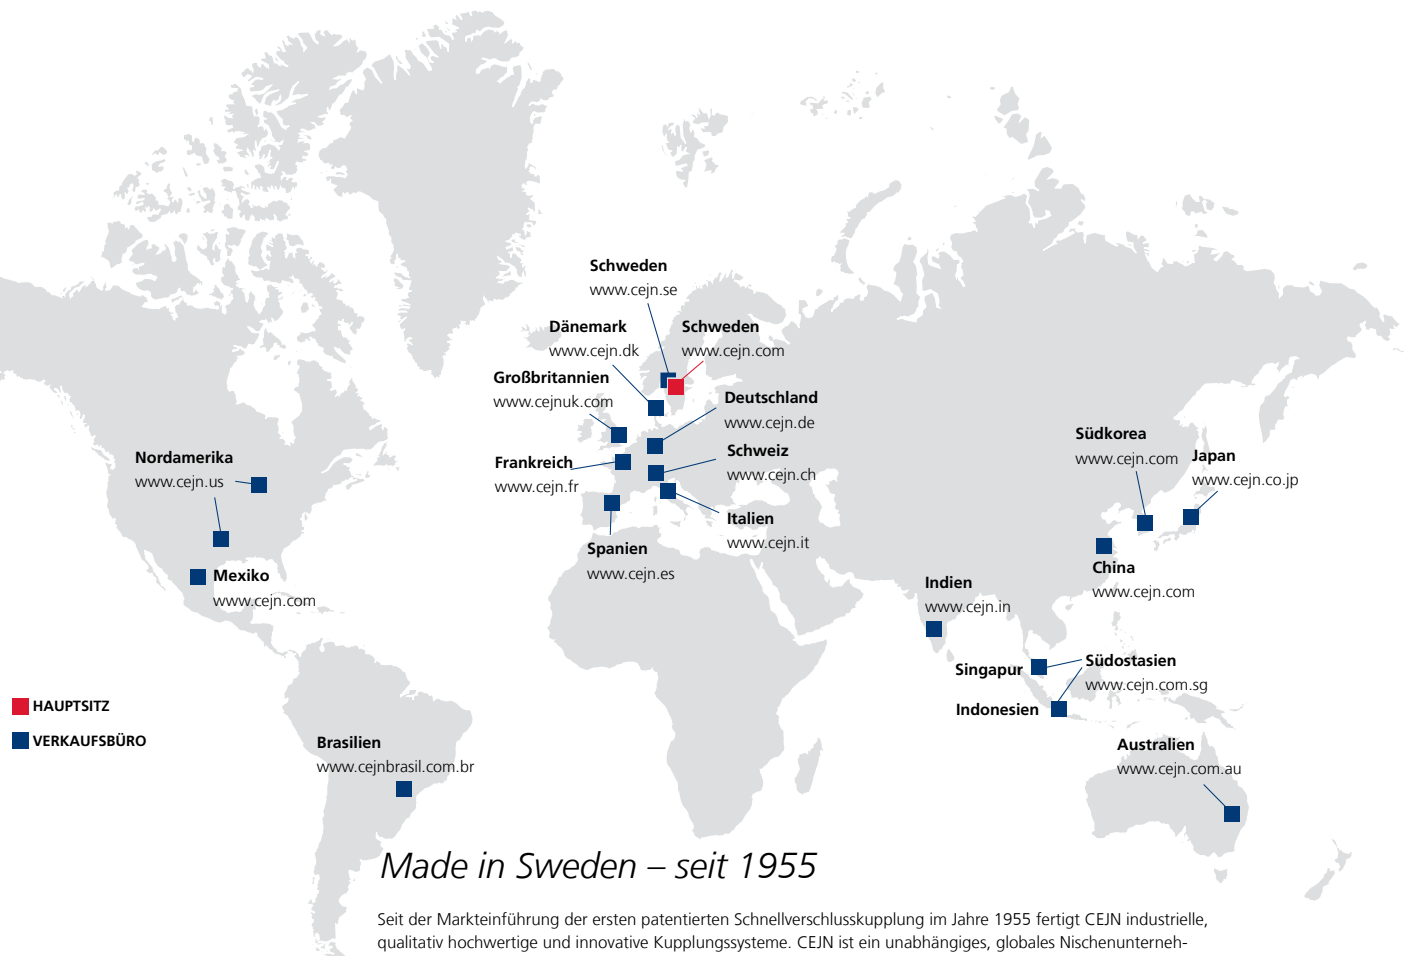 Schweden
www.cejn.se
Dänemark
www.cejn.dk
Schweden
www.cejn.com
Großbritannien
www.cejnuk.com
Deutschland
www.cejn.de
Frankreich
www.cejn.fr
Schweiz
www.cejn.ch
Italien
www.cejn.it
Spanien
www.cejn.es
Nordamerika
www.cejn.us
Mexiko
www.cejn.com
Südkorea
www.cejn.com
Japan
www.cejn.co.jp
China
www.cejn.com
Indien
www.cejn.in
Singapur
Südostasien
www.cejn.com.sg
Indonesien
HAUPTSITZ
VERKAUFSBÜRO
Brasilien
www.cejnbrasil.com.br
Australien
www.cejn.com.au
Made in Sweden – seit 1955
Seit der Markteinführung der ersten patentierten Schnellverschlusskupplung im Jahre 1955 fertigt CEJN industrielle,
qualitativ hochwertige und innovative Kupplungssysteme. CEJN ist ein unabhängiges, globales Nischenunterneh-